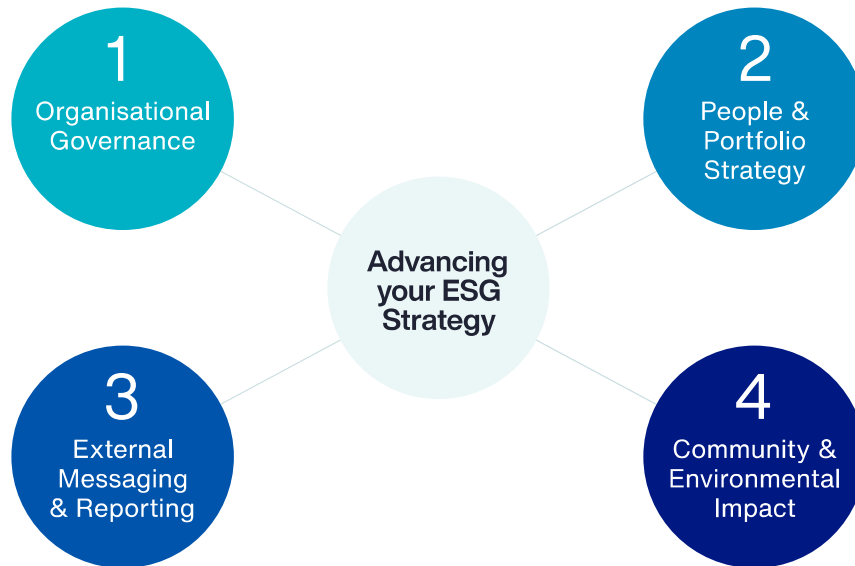 1
Organisational
Governance
2
People &
Portfolio
Strategy
Advancing
your ESG
Strategy
3
External
Messaging
& Reporting
4
Community &
Environmental
Impact